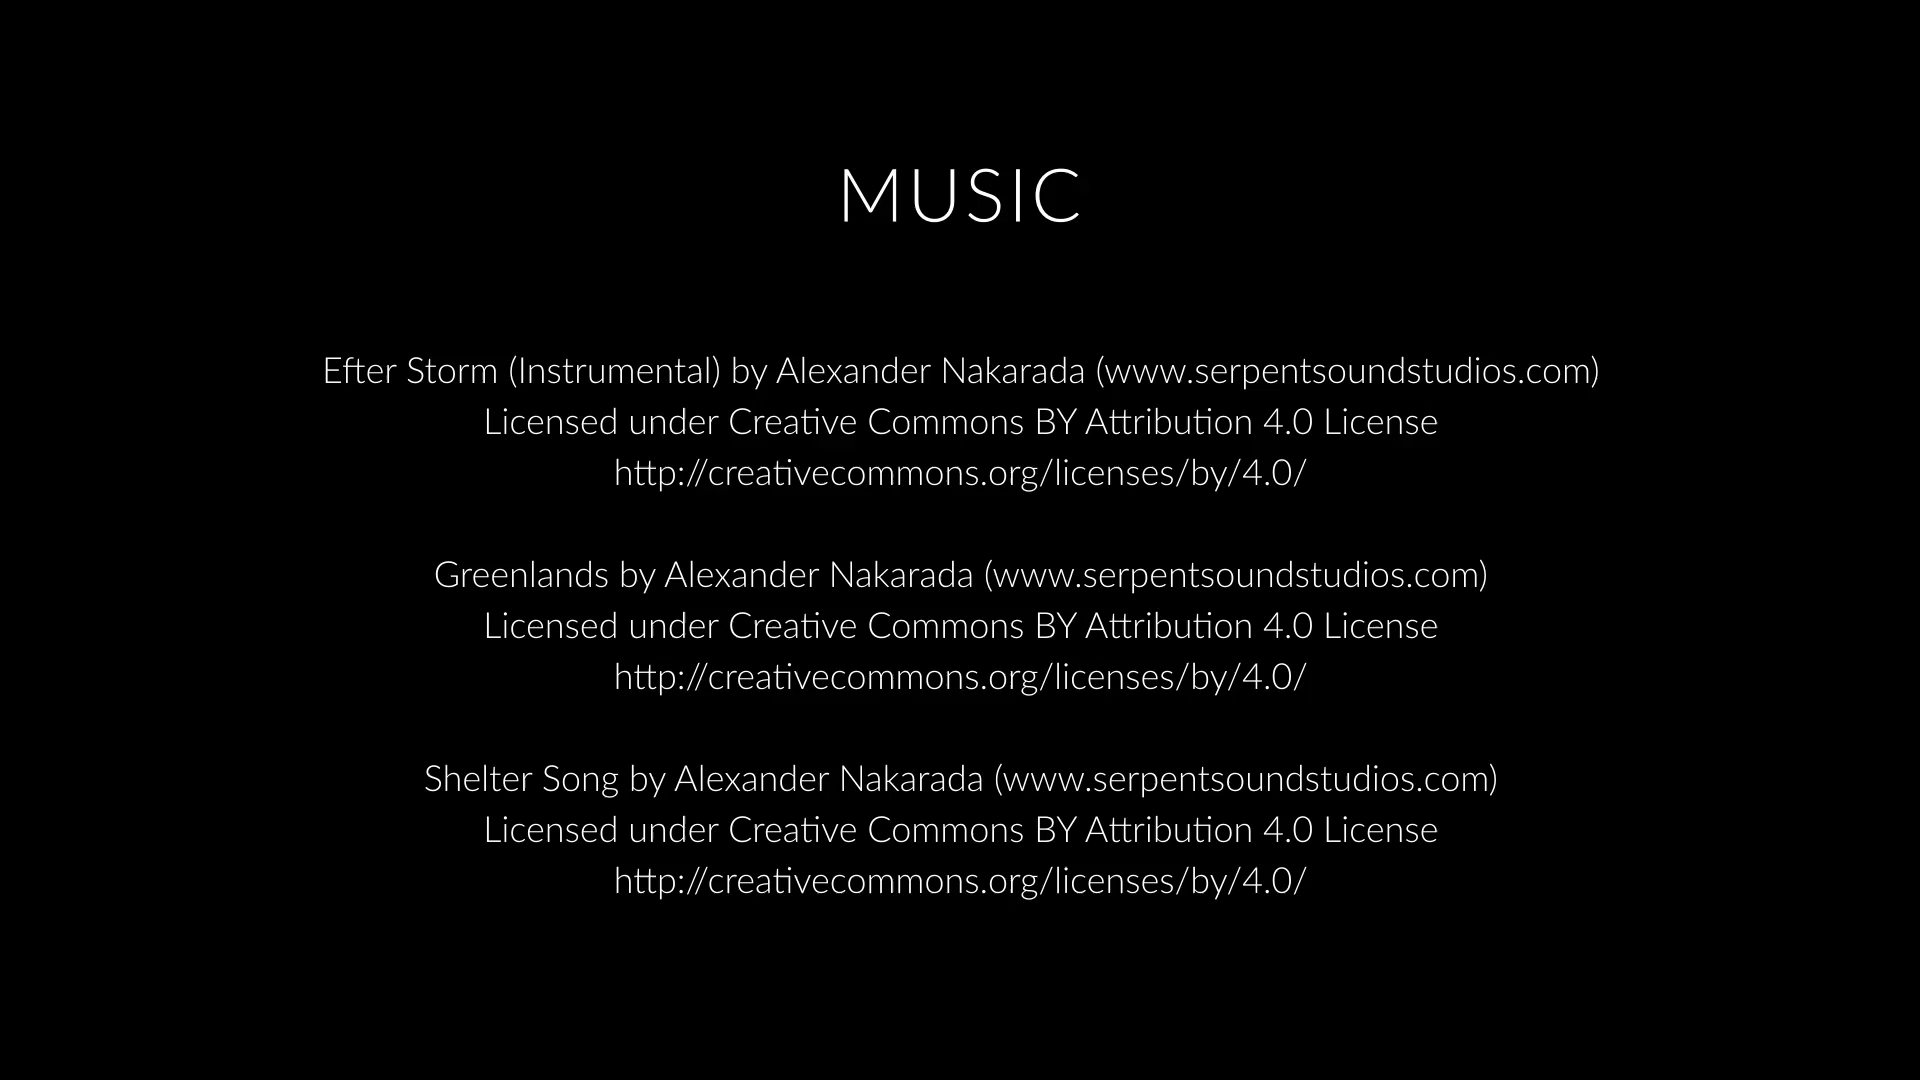 MUSIC
Efter Storm (Instrumental) by Alexander Nakarada (www.serpentsoundstudios.com)
Licensed under Creative Commons BY Attribution 4.0 License
http://creativecommons.org/licenses/by/4.0/
Greenlands by Alexander Nakarada (www.serpentsoundstudios.com)
Licensed under Creative Commons BY Attribution 4.0 License
http://creativecommons.org/licenses/by/4.0/
Shelter Song by Alexander Nakarada (www.serpentsoundstudios.com)
Licensed under Creative Commons BY Attribution 4.0 License
http://creativecommons.org/licenses/by/4.0/